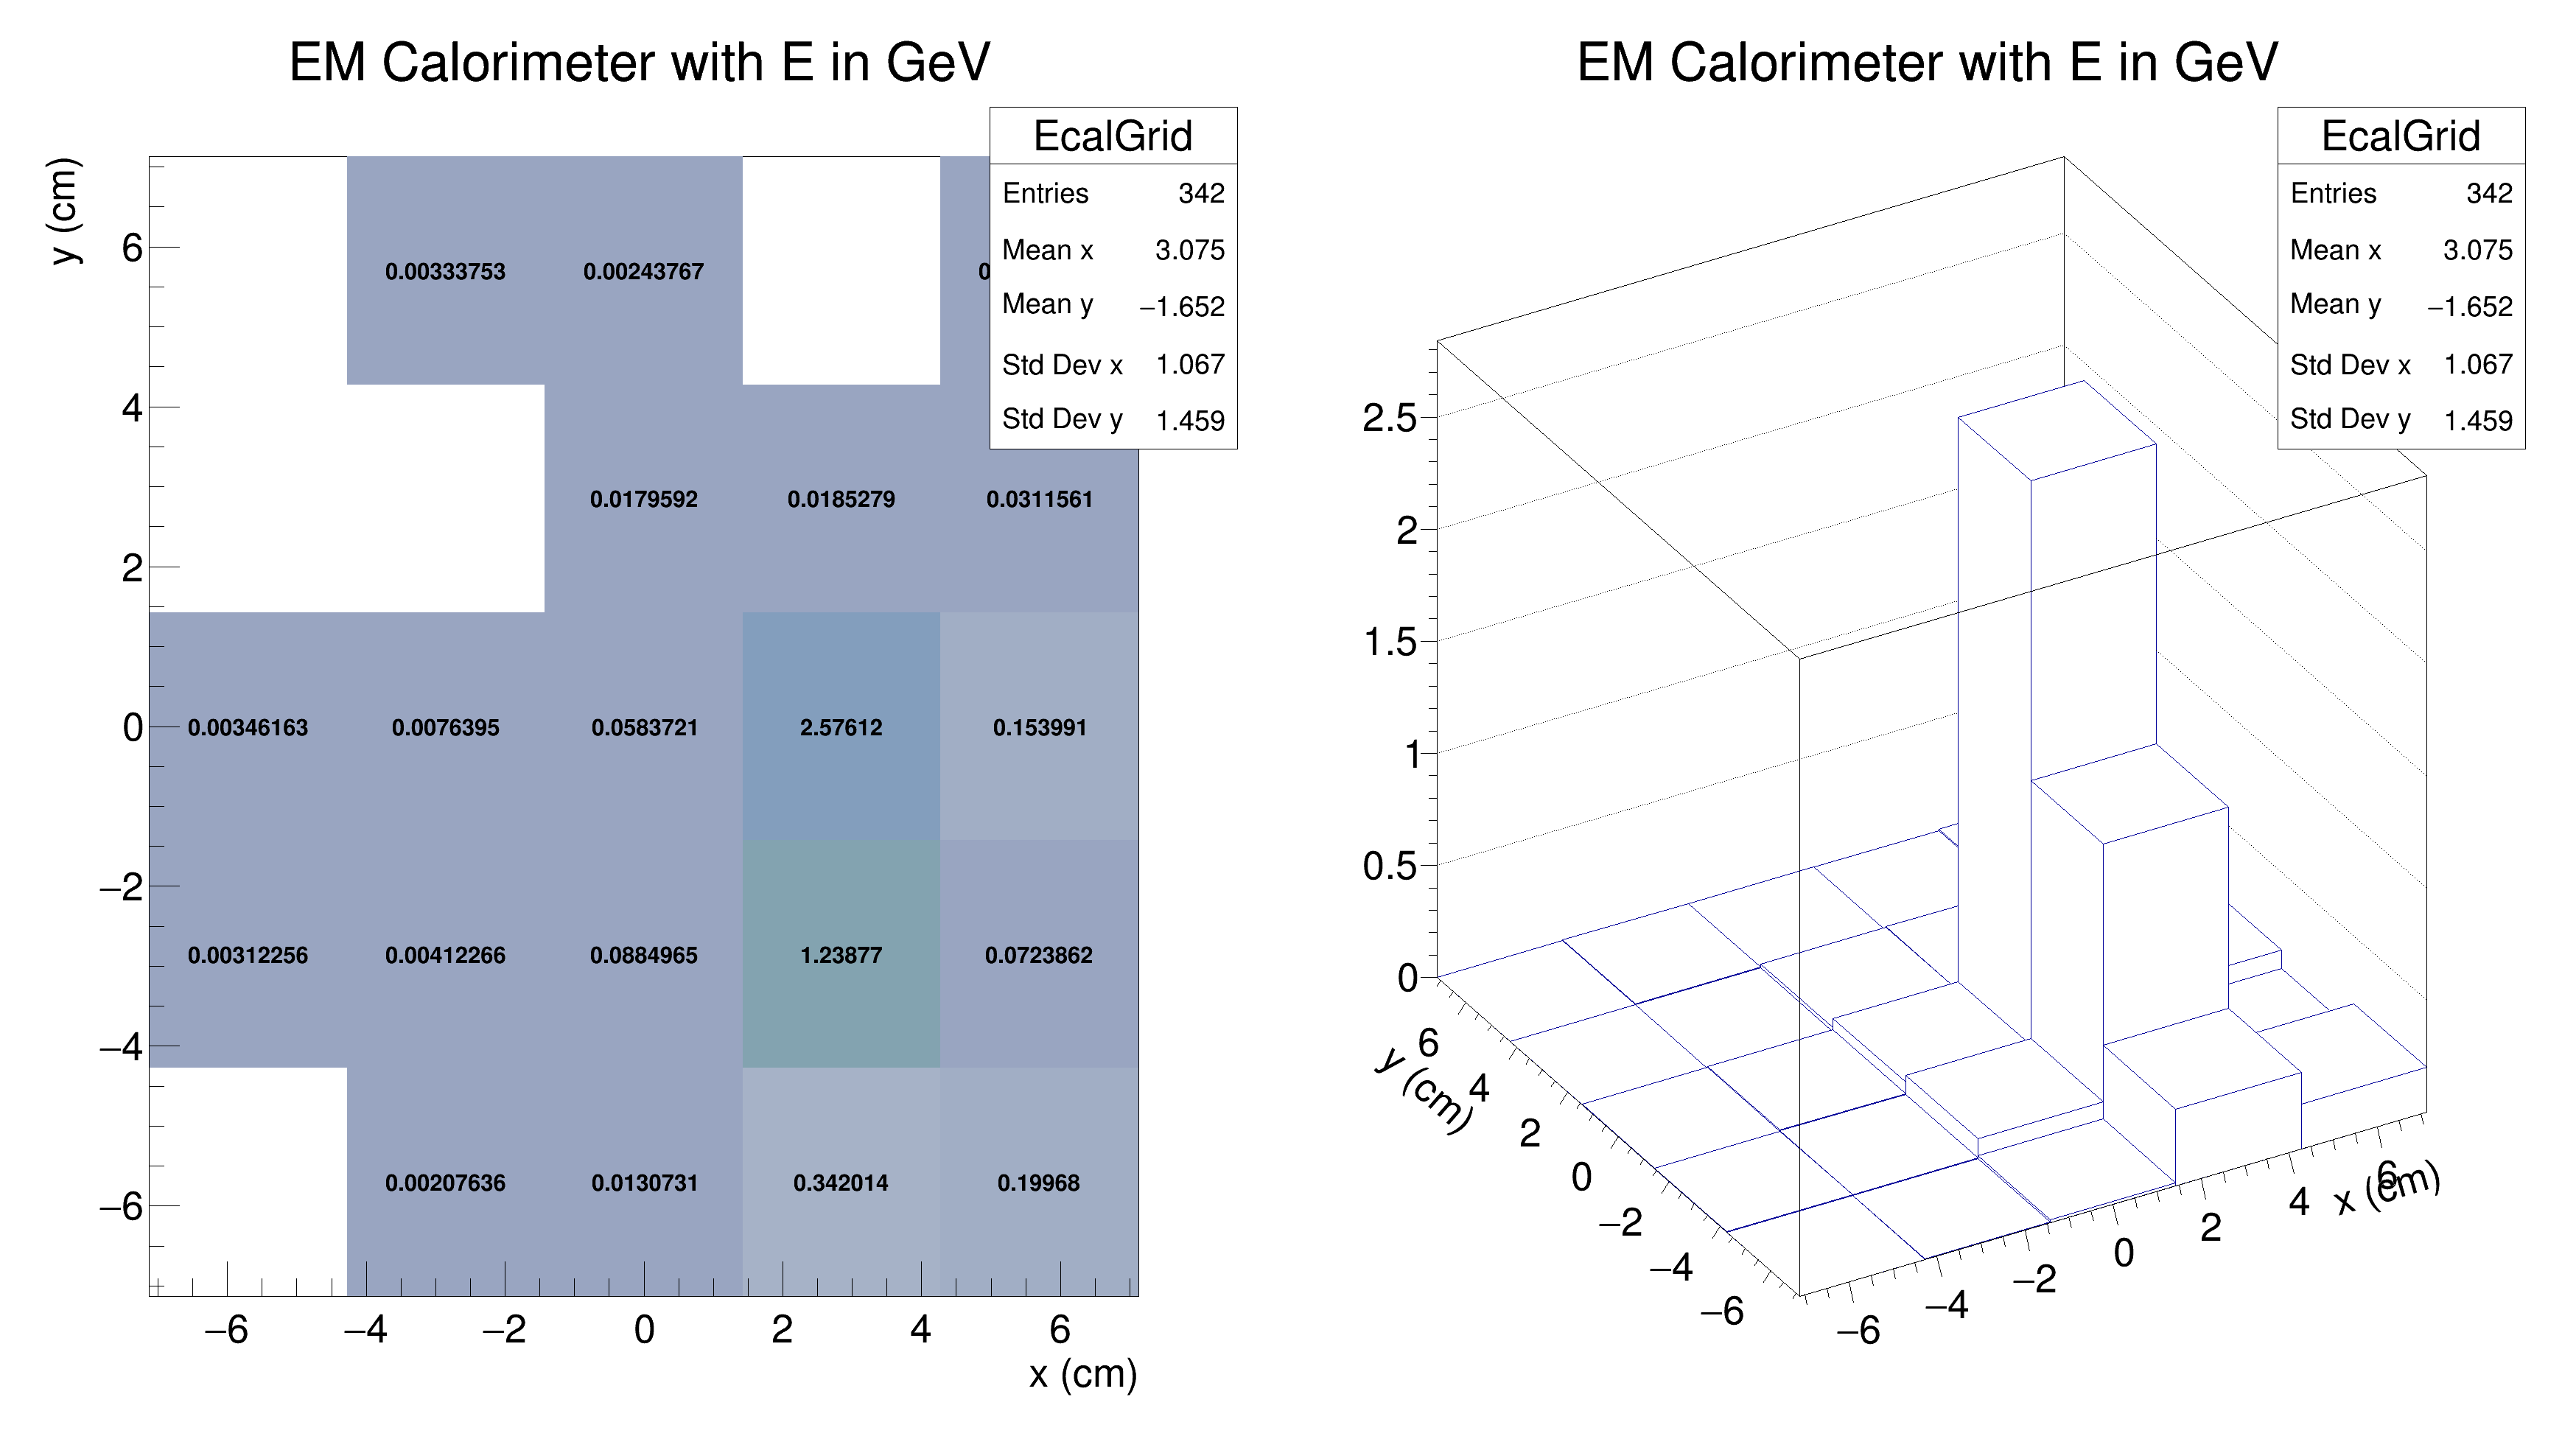 EM Calorimeter with E in GeV
EcalGrid
Entries 342
Mean x 3.075
Mean y −1.652
Std Dev x 1.067
Std Dev y 1.459
y (cm)
6
4
2
0
−2
−4
−6
0.00333753 0.00243767
0.0179592 0.0185279 0.0311561
0.00346163 0.0076395 0.0583721 2.57612 0.153991
0.00312256 0.00412266 0.0884965 1.23877 0.0723862
0.00207636 0.0130731 0.342014 0.19968
−6 −4 −2 0 2 4 6
x (cm)
EM Calorimeter with E in GeV
EcalGrid
Entries 342
Mean x 3.075
Mean y −1.652
Std Dev x 1.067
Std Dev y 1.459
2.5
2
1.5
1
0.5
0
y (cm)
6
4
2
0
−2
−4
−6
−6
−4
−2
0
2
4
6
x (cm)